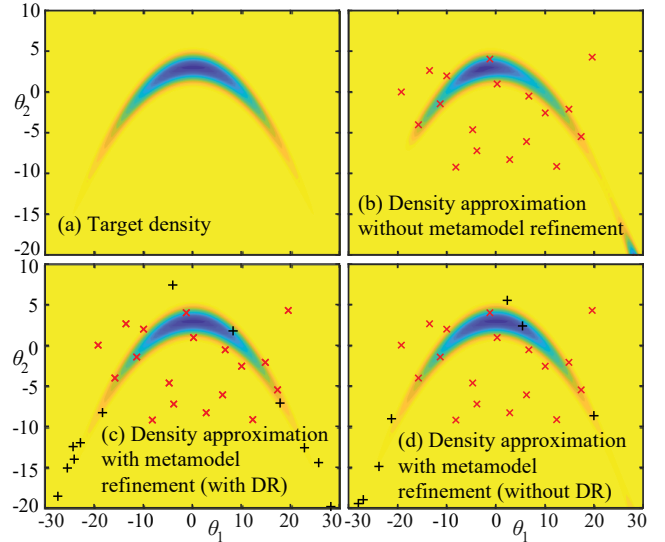 10
5
0
-5
-10
-15
-20
θ2
(a) Target density
(b) Density approximation
without metamodel refinement
10
5
0
-5
-10
-15
-20
θ2
(c) Density approximation
with metamodel
refinement (with DR)
(d) Density approximation
with metamodel
refinement (without DR)
-30 -20 -10 0 10 20 30
-20 -10 0 10 20 30
θ1
θ1